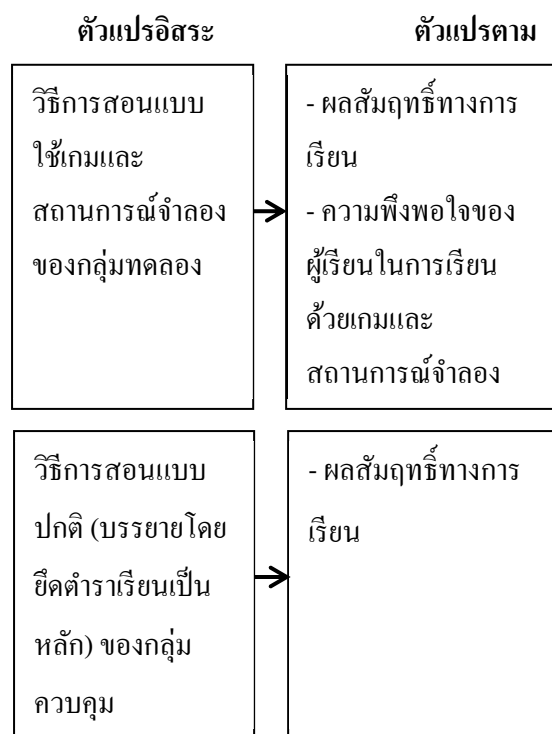 ตัวแปรอิสระ
ตัวแปรตาม
วิธีการสอนแบบ
ใช้เกมและ
สถานการณ์จำลอง
ของกลุ่มทดลอง
- ผลสัมฤทธิ์ทางการ
เรียน
- ความพึงพอใจของ
ผู้เรียนในการเรียน
ด้วยเกมและ
สถานการณ์จำลอง
วิธีการสอนแบบ
ปกติ (บรรยายโดย
ยึดตำราเรียนเป็น
หลัก) ของกลุ่ม
ควบคุม
- ผลสัมฤทธิ์ทางการ
เรียน